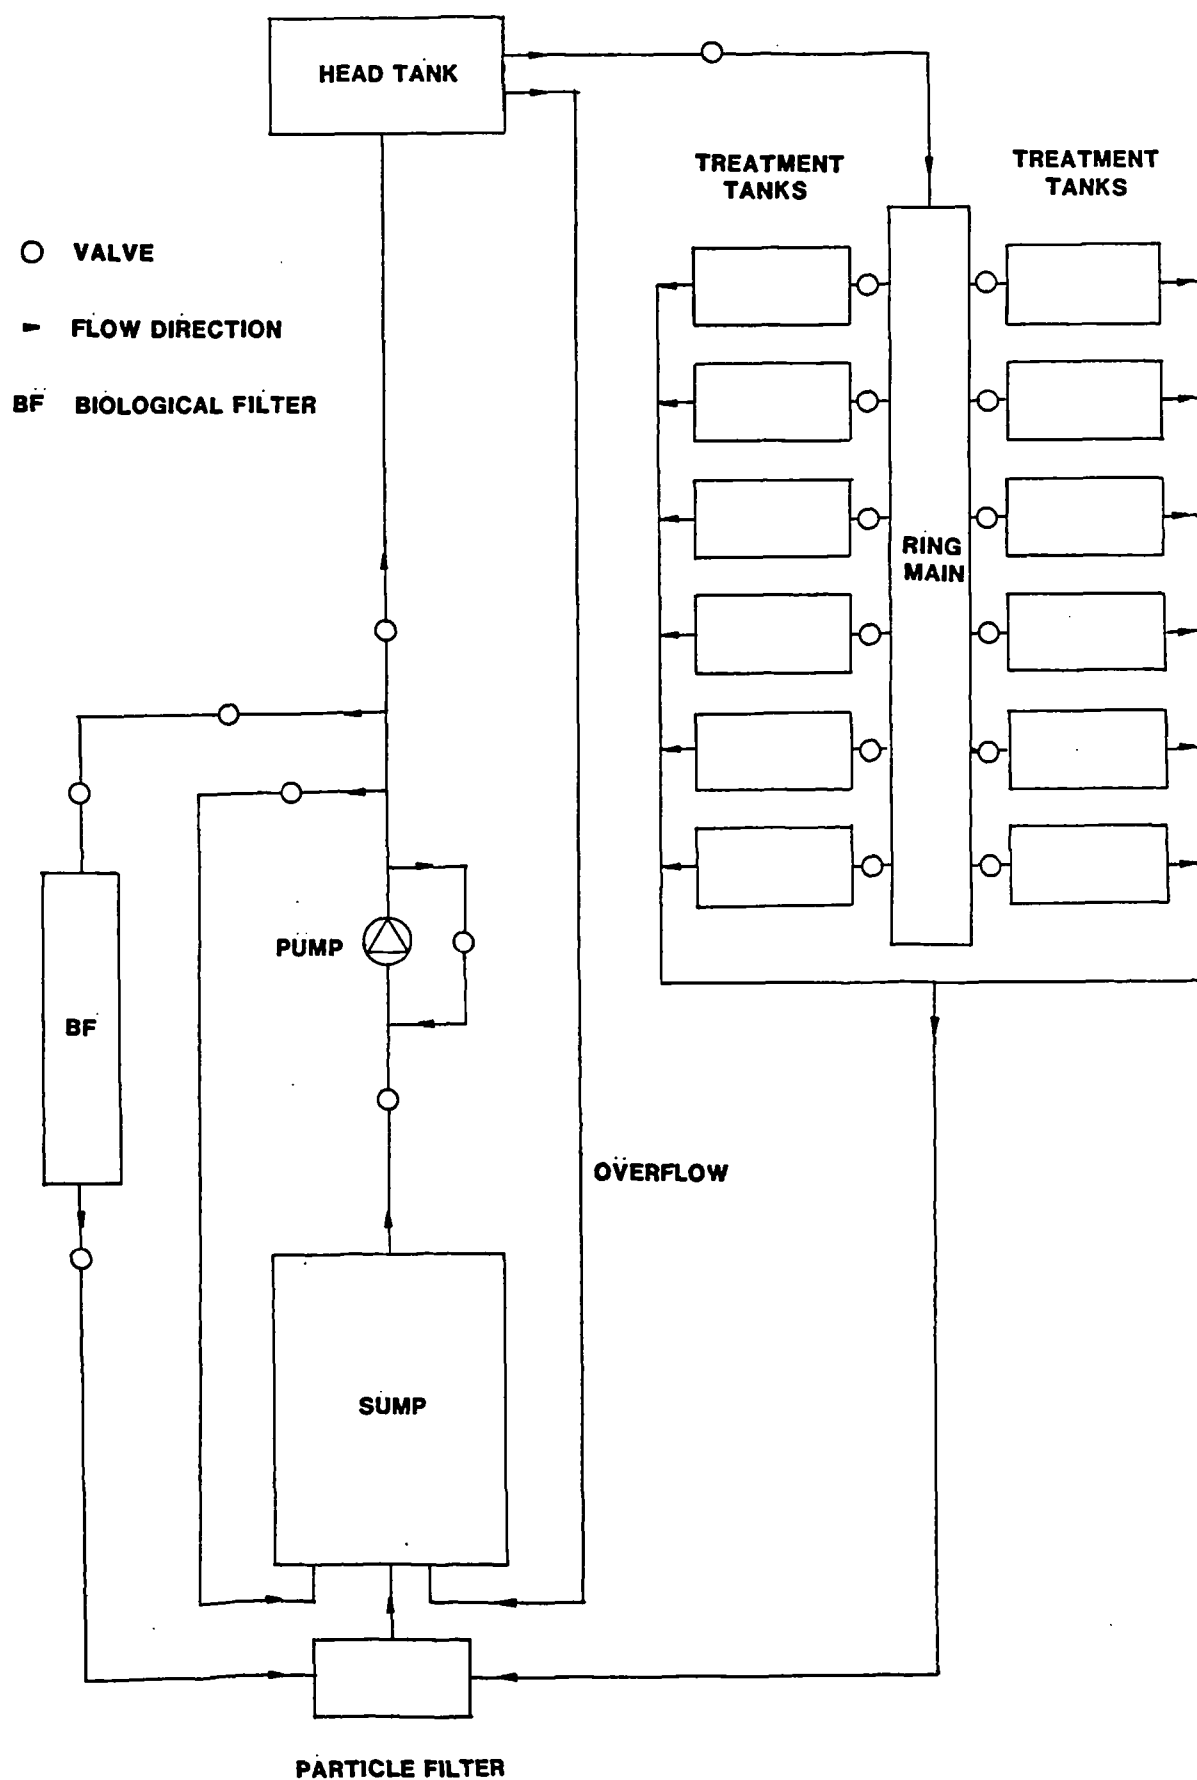 HEAD TANK
TREATMENT
TANKS
TREATMENT
TANKS
VALVE
FLOW DIRECTION
BF BIOLOGICAL FILTER
RING
MAIN
PUMP
BF
OVERFLOW
SUMP
PARTICLE FILTER